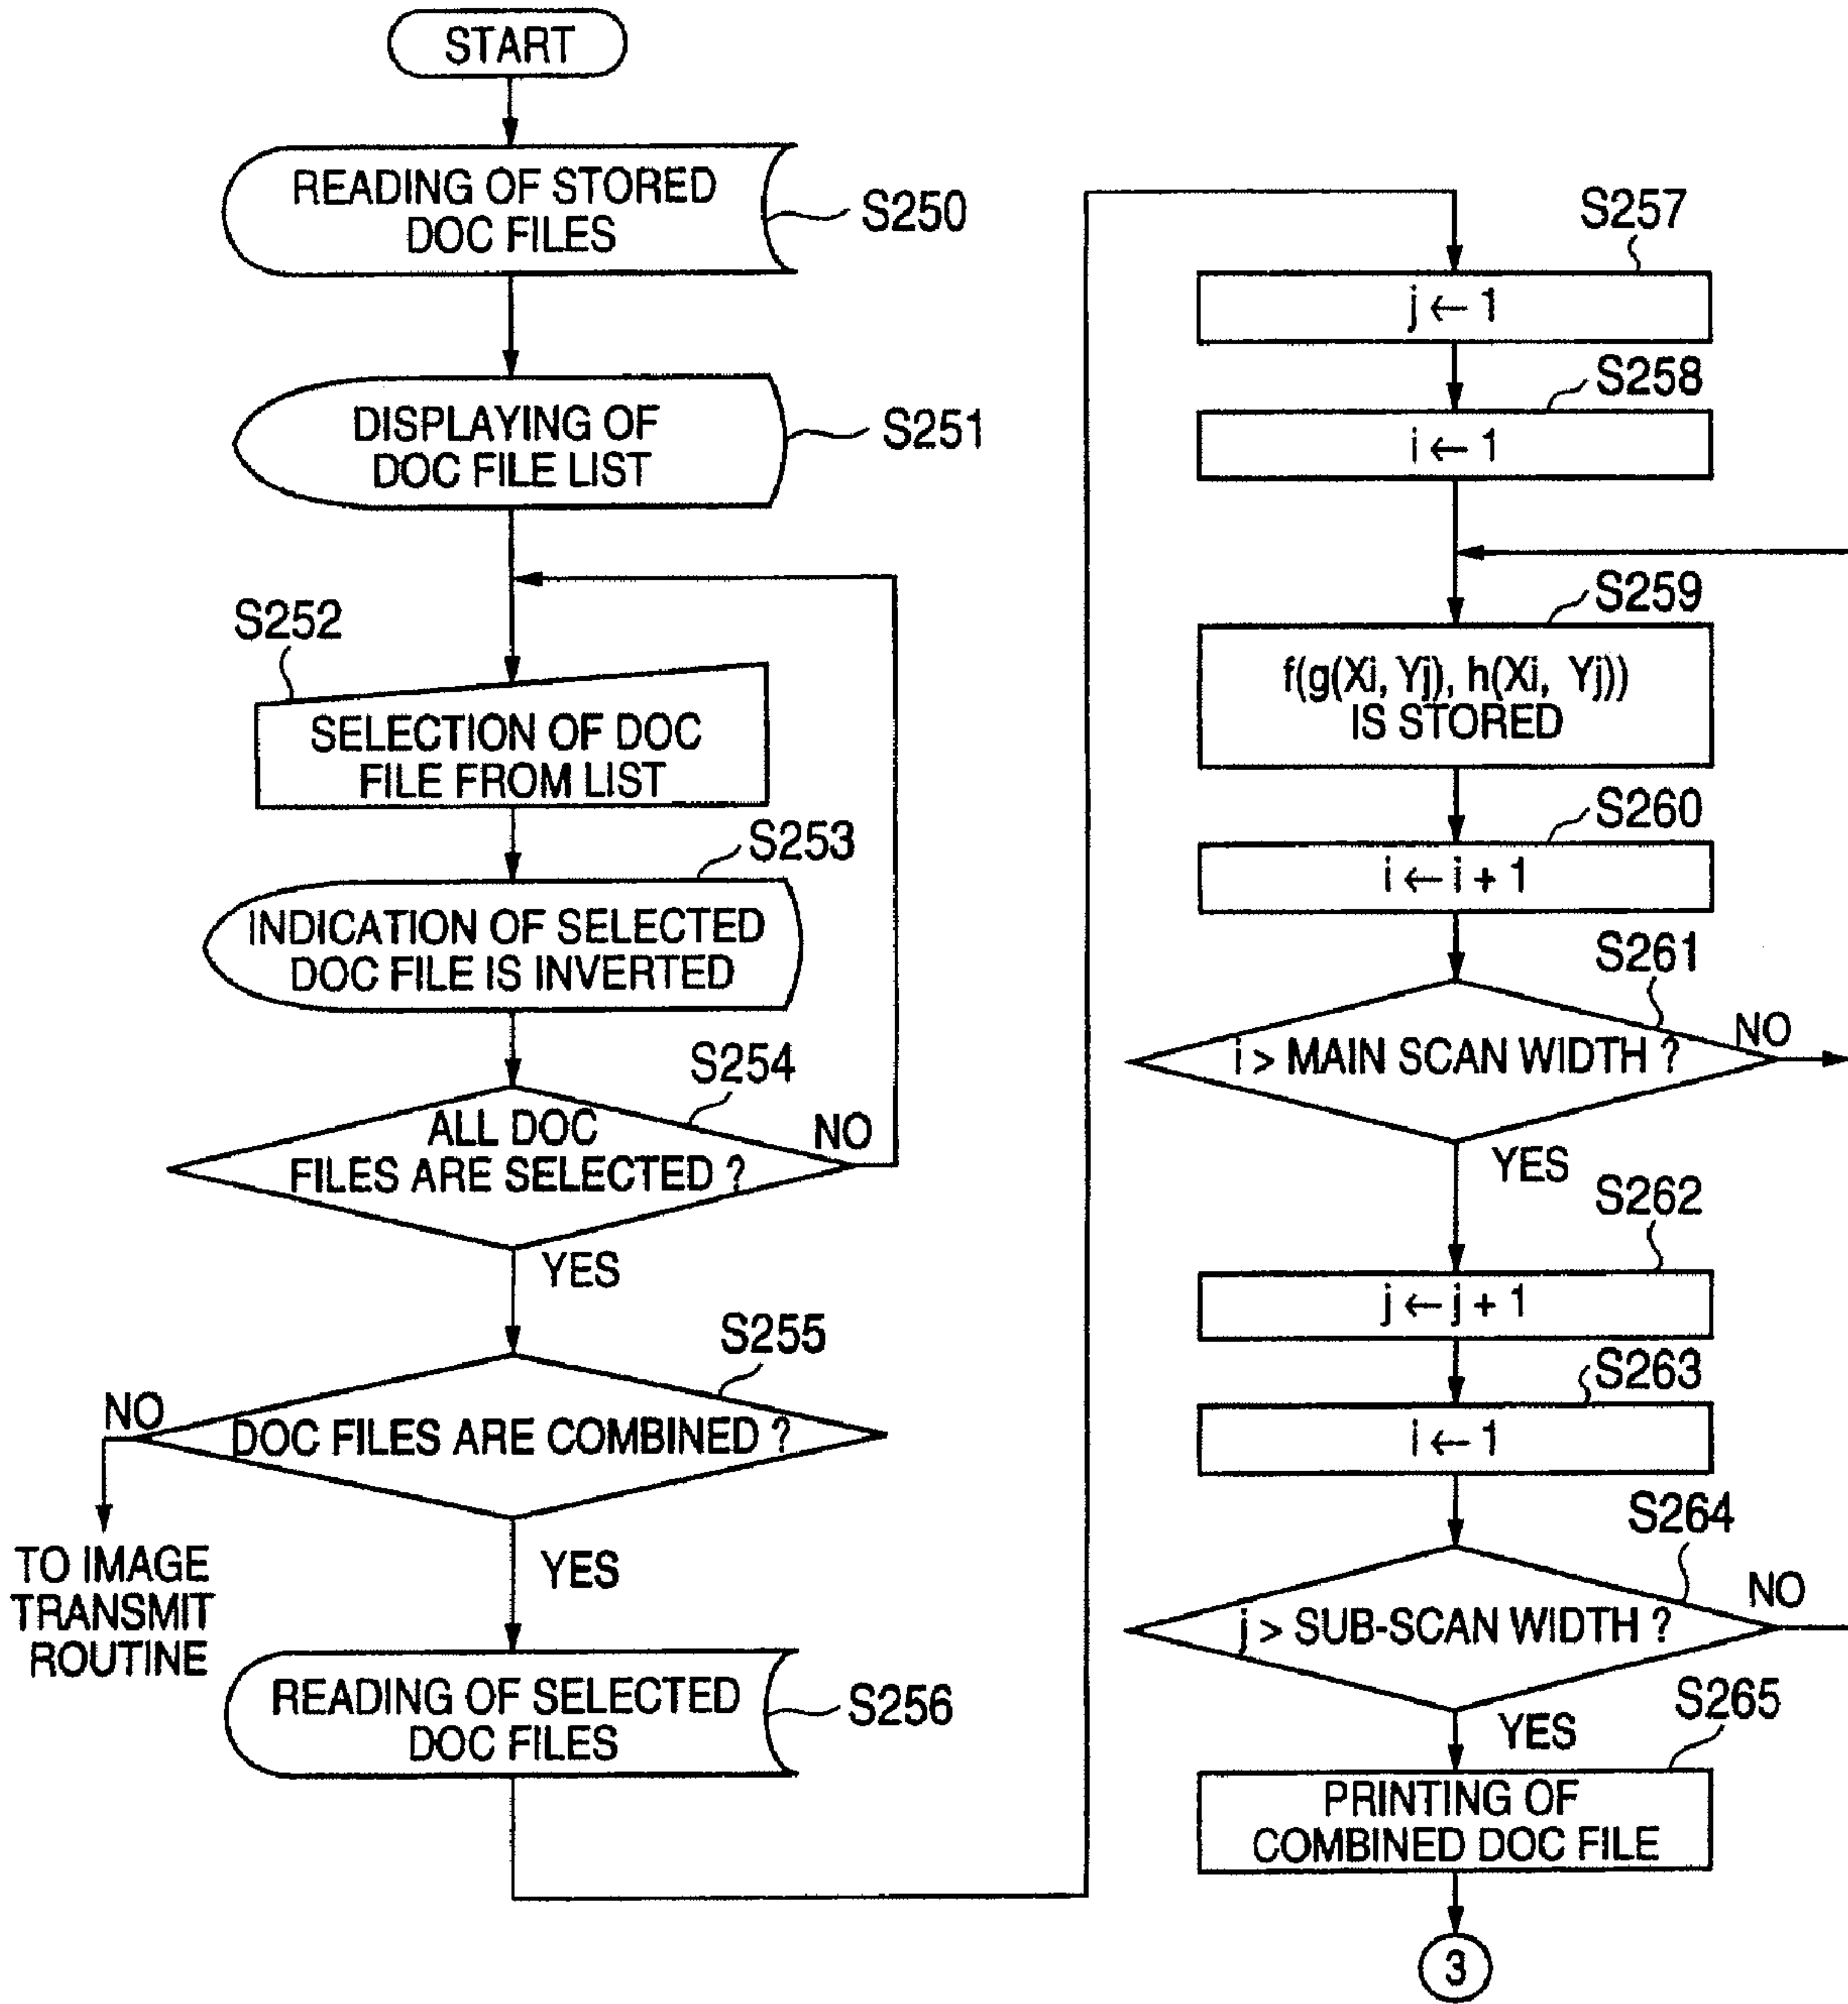 START
READING OF STORED
DOC FILES
S250
DISPLAYING OF
DOC FILE LIST
S251
S252
SELECTION OF DOC
FILE FROM LIST
S253
INDICATION OF SELECTED
DOC FILE IS INVERTED
S254
ALL DOC
FILES ARE SELECTED ?
NO
YES
S255
DOC FILES ARE COMBINED ?
NO
TO IMAGE
TRANSMIT
ROUTINE
YES
READING OF SELECTED
DOC FILES
S256
S257
j ← 1
S258
i ← 1
S259
f(g(Xi, Yj), h(Xi, Yj))
IS STORED
S260
i ← i + 1
S261
i > MAIN SCAN WIDTH ?
NO
YES
S262
j ← j + 1
S263
i ← 1
S264
j > SUB-SCAN WIDTH ?
NO
YES
S265
PRINTING OF
COMBINED DOC FILE
3